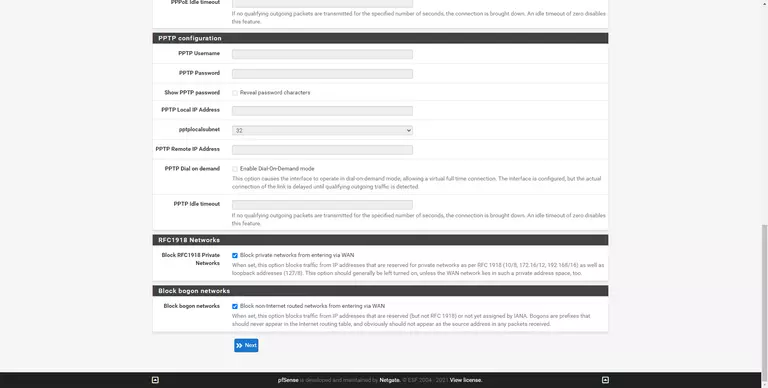 PPPoE Idle timeout
If no qualifying outgoing packets are transmitted for the specified number of seconds, the connection is brought down. An idle timeout of zero disables
this feature.
PPTP configuration
PPTP Username
PPTP Password
Show PPTP password
Reveal password characters
PPTP Local IP Address
pptplocalsubnet
32
PPTP Remote IP Address
PPTP Dial on demand
Enable Dial-On-Demand mode
This option causes the interface to operate in dial-on-demand mode, allowing a virtual full time connection. The interface is configured, but the actual
connection of the link is delayed until qualifying outgoing traffic is detected.
PPTP Idle timeout
If no qualifying outgoing packets are transmitted for the specified number of seconds, the connection is brought down. An idle timeout of zero disables
this feature.
RFC1918 Networks
Block RFC1918 Private
Networks
Block private networks from entering via WAN
When set, this option blocks traffic from IP addresses that are reserved for private networks as per RFC 1918 (10/8, 172.16/12, 192.168/16) as well as
loopback addresses (127/8). This option should generally be left turned on, unless the WAN network lies in such a private address space, too.
Block bogon networks
Block bogon networks
Block non-Internet routed networks from entering via WAN
When set, this option blocks traffic from IP addresses that are reserved (but not RFC 1918) or not yet assigned by IANA. Bogons are prefixes that
should never appear in the Internet routing table, and obviously should not appear as the source address in any packets received.
Next
pfSense is developed and maintained by Netgate. © ESF 2004 - 2021 View license.